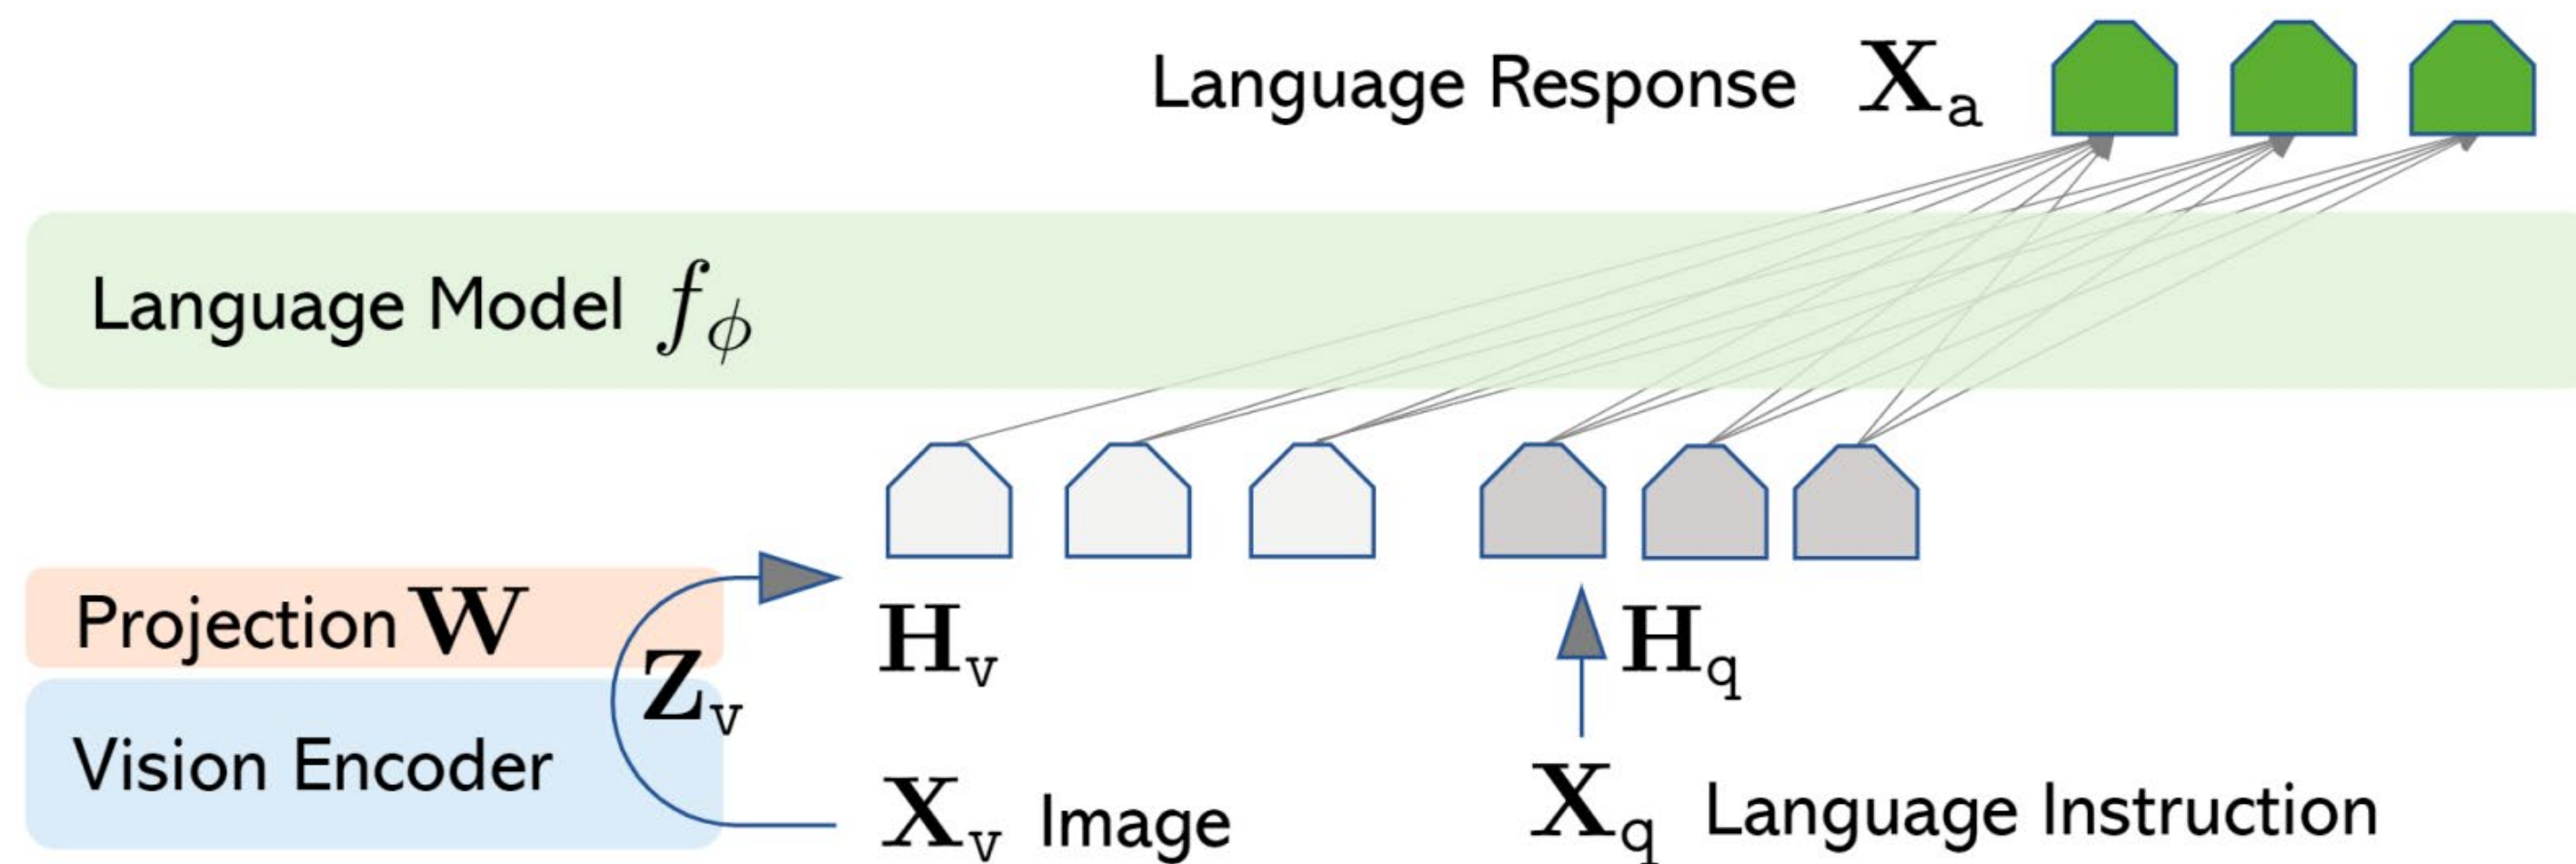 Language Response X_a
Language Model f_ϕ
Projection W
Z_v
H_v
H_q
Vision Encoder
X_v Image
X_q Language Instruction